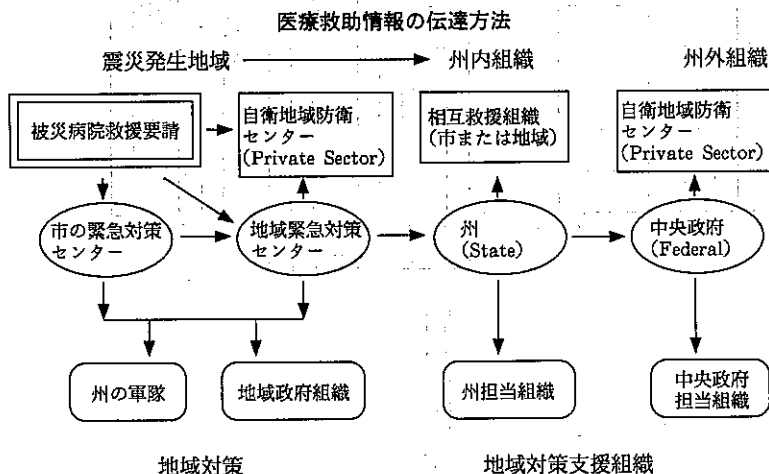 医療救助情報の伝達方法
震災発生地域
州内組織
州外組織
被災病院救援要請
自衛地域防衛
センター
(Private Sector)
相互救援組織
(市または地域)
自衛地域防衛
センター
(Private Sector)
市の緊急対策
センター
地域緊急対策
センター
州
(State)
中央政府
(Federal)
州の軍隊
地域政府組織
州担当組織
中央政府
担当組織
地域対策
地域対策支援組織